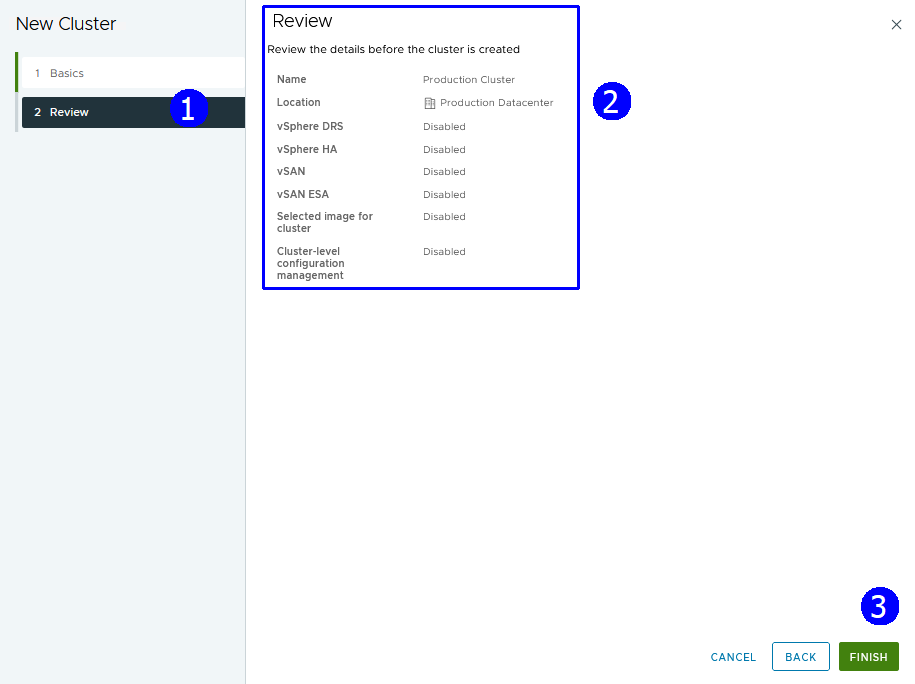 New Cluster
1 Basics
2 Review
1
Review
Review the details before the cluster is created
Name Production Cluster
Location Production Datacenter
vSphere DRS Disabled
vSphere HA Disabled
vSAN Disabled
vSAN ESA Disabled
Selected image for Disabled
cluster
Cluster-level Disabled
configuration
management
2
3
CANCEL BACK FINISH